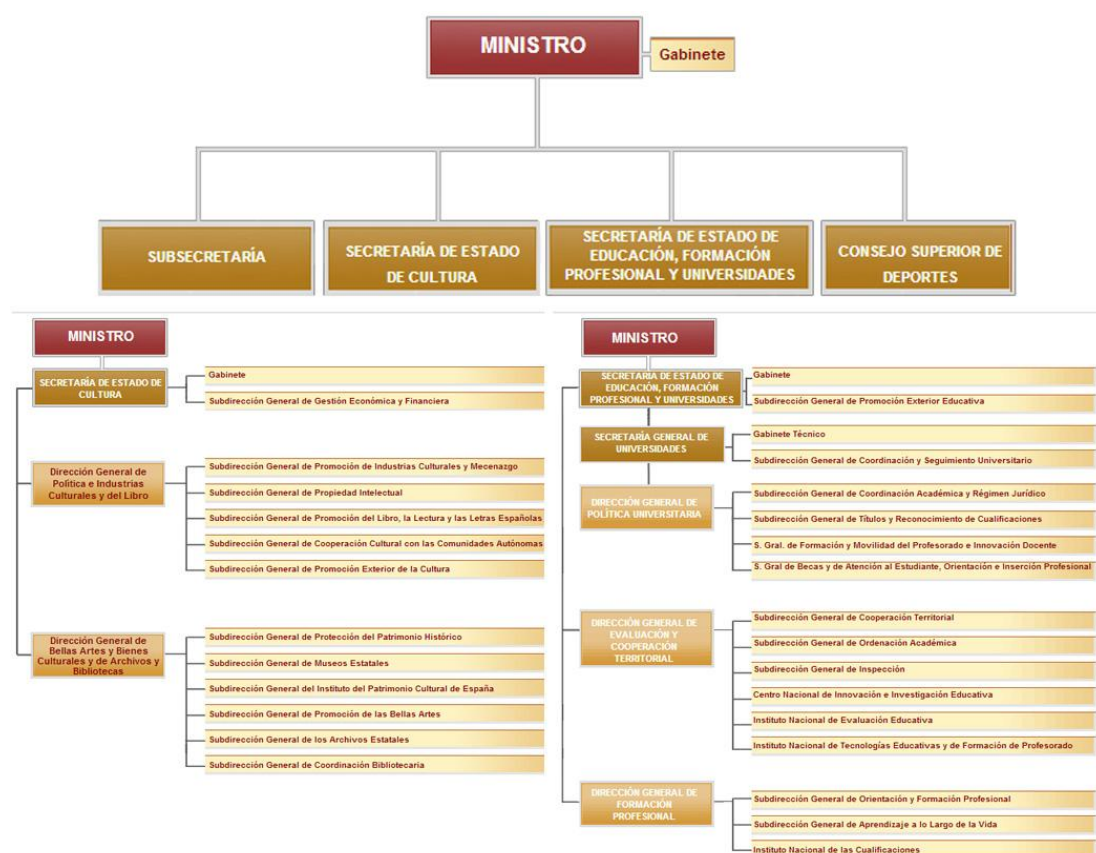 MINISTRO
Gabinete
SUBSECRETARÍA
SECRETARÍA DE ESTADO
DE CULTURA
SECRETARÍA DE ESTADO DE
EDUCACIÓN, FORMACIÓN
PROFESIONAL Y UNIVERSIDADES
CONSEJO SUPERIOR DE
DEPORTES
MINISTRO
SECRETARÍA DE ESTADO DE
CULTURA
Gabinete
Subdirección General de Gestión Económica y Financiera
Dirección General de
Política e Industrias
Culturales y del Libro
Subdirección General de Promoción de Industrias Culturales y Mecenazgo
Subdirección General de Propiedad Intelectual
Subdirección General de Promoción del Libro, la Lectura y las Letras Españolas
Subdirección General de Cooperación Cultural con las Comunidades Autónomas
Subdirección General de Promoción Exterior de la Cultura
Dirección General de
Bellas Artes y Bienes
Culturales y de Archivos y
Bibliotecas
Subdirección General de Protección del Patrimonio Histórico
Subdirección General de Museos Estatales
Subdirección General del Instituto del Patrimonio Cultural de España
Subdirección General de Promoción de las Bellas Artes
Subdirección General de los Archivos Estatales
Subdirección General de Coordinación Bibliotecaria
MINISTRO
SECRETARÍA DE ESTADO DE
EDUCACIÓN, FORMACIÓN
PROFESIONAL Y UNIVERSIDADES
Gabinete
Subdirección General de Promoción Exterior Educativa
SECRETARÍA GENERAL DE
UNIVERSIDADES
Gabinete Técnico
Subdirección General de Coordinación y Seguimiento Universitario
DIRECCIÓN GENERAL DE
POLÍTICA UNIVERSITARIA
Subdirección General de Coordinación Académica y Régimen Jurídico
Subdirección General de Títulos y Reconocimiento de Cualificaciones
S. Gral. de Formación y Movilidad del Profesorado e Innovación Docente
S. Gral de Becas y de Atención al Estudiante, Orientación e Inserción Profesional
DIRECCIÓN GENERAL DE
EVALUACIÓN Y
COOPERACIÓN
TERRITORIAL
Subdirección General de Cooperación Territorial
Subdirección General de Ordenación Académica
Subdirección General de Inspección
Centro Nacional de Innovación e Investigación Educativa
Instituto Nacional de Evaluación Educativa
Instituto Nacional de Tecnologías Educativas y de Formación de Profesorado
DIRECCIÓN GENERAL DE
FORMACIÓN
PROFESIONAL
Subdirección General de Orientación y Formación Profesional
Subdirección General de Aprendizaje a lo Largo de la Vida
Instituto Nacional de las Cualificaciones